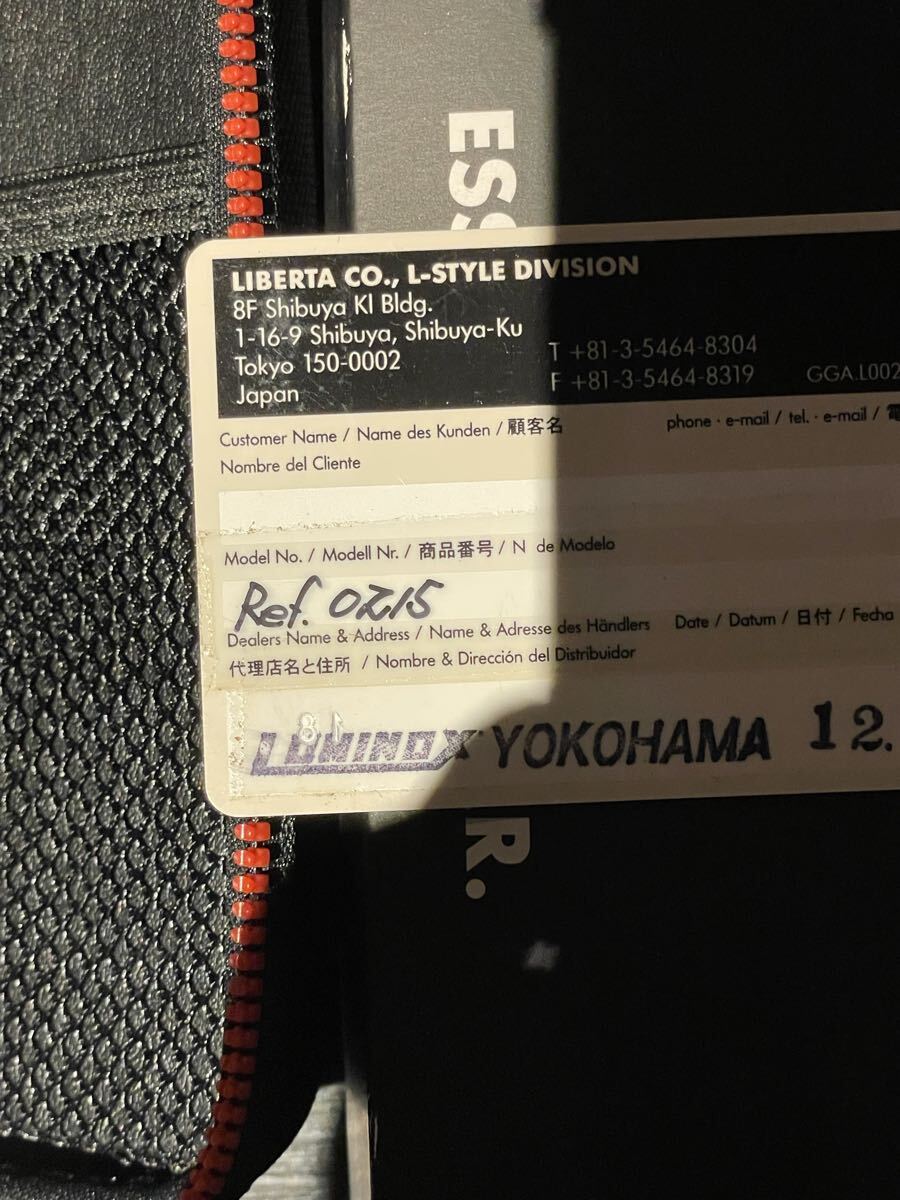 ESS
LIBERTA CO., L-STYLE DIVISION
8F Shibuya KI Bldg.
1-16-9 Shibuya, Shibuya-Ku
Tokyo 150-0002
Japan
T +81-3-5464-8304
F +81-3-5464-8319
GGA.L002
Customer Name / Name des Kunden / 顧客名
Nombre del Cliente
phone · e-mail / tel. · e-mail / 電
Model No. / Modell Nr. / 商品番号 / N de Modelo
Ref. 0215
Dealers Name & Address / Name & Adresse des Händlers
代理店名と住所 / Nombre & Dirección del Distribuidor
Date / Datum / 日付 / Fecha
LUMINOX YOKOHAMA 12.
R.